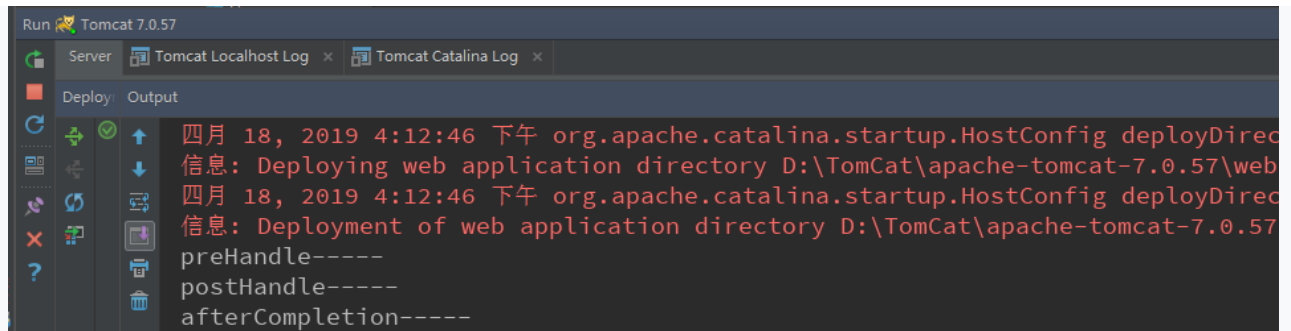 Run Tomcat 7.0.57
Server Tomcat Localhost Log × Tomcat Catalina Log ×
Deploy Output
四月 18, 2019 4:12:46 下午 org.apache.catalina.startup.HostConfig deployDirec
信息: Deploying web application directory D:\TomCat\apache-tomcat-7.0.57\web
四月 18, 2019 4:12:46 下午 org.apache.catalina.startup.HostConfig deployDirec
信息: Deployment of web application directory D:\TomCat\apache-tomcat-7.0.57
preHandle-----
postHandle-----
afterCompletion-----